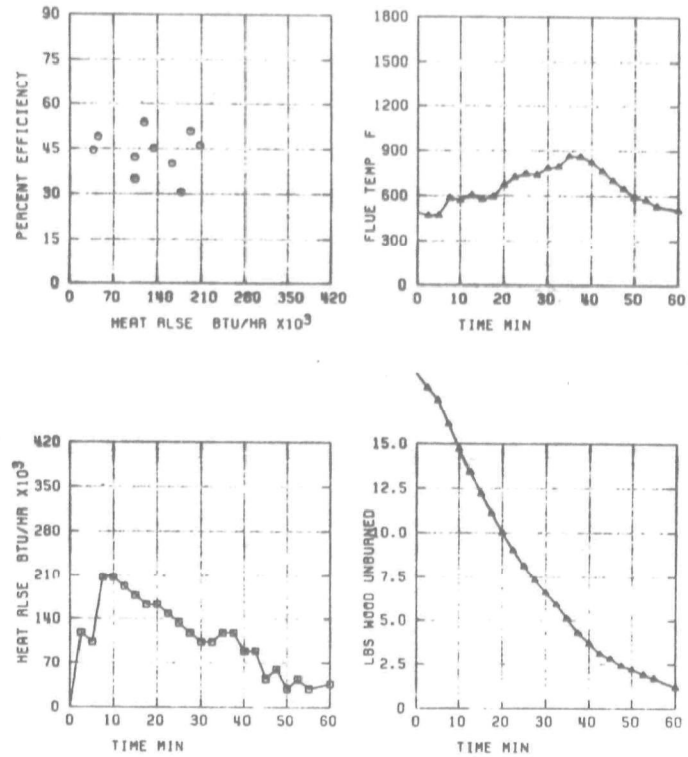 PERCENT EFFICIENCY
90
75
60
45
30
15
0
0 70 140 210 280 350 420
HEAT RLSE BTU/HR X10³
FLUE TEMP F
1800
1500
1200
900
600
300
0 10 20 30 40 50 60
TIME MIN
HEAT RLSE BTU/HR X10³
420
350
280
210
140
70
0
0 10 20 30 40 50 60
TIME MIN
LBS WOOD UNBURNED
15.0
12.5
10.0
7.5
5.0
2.5
0
0 10 20 30 40 50 60
TIME MIN